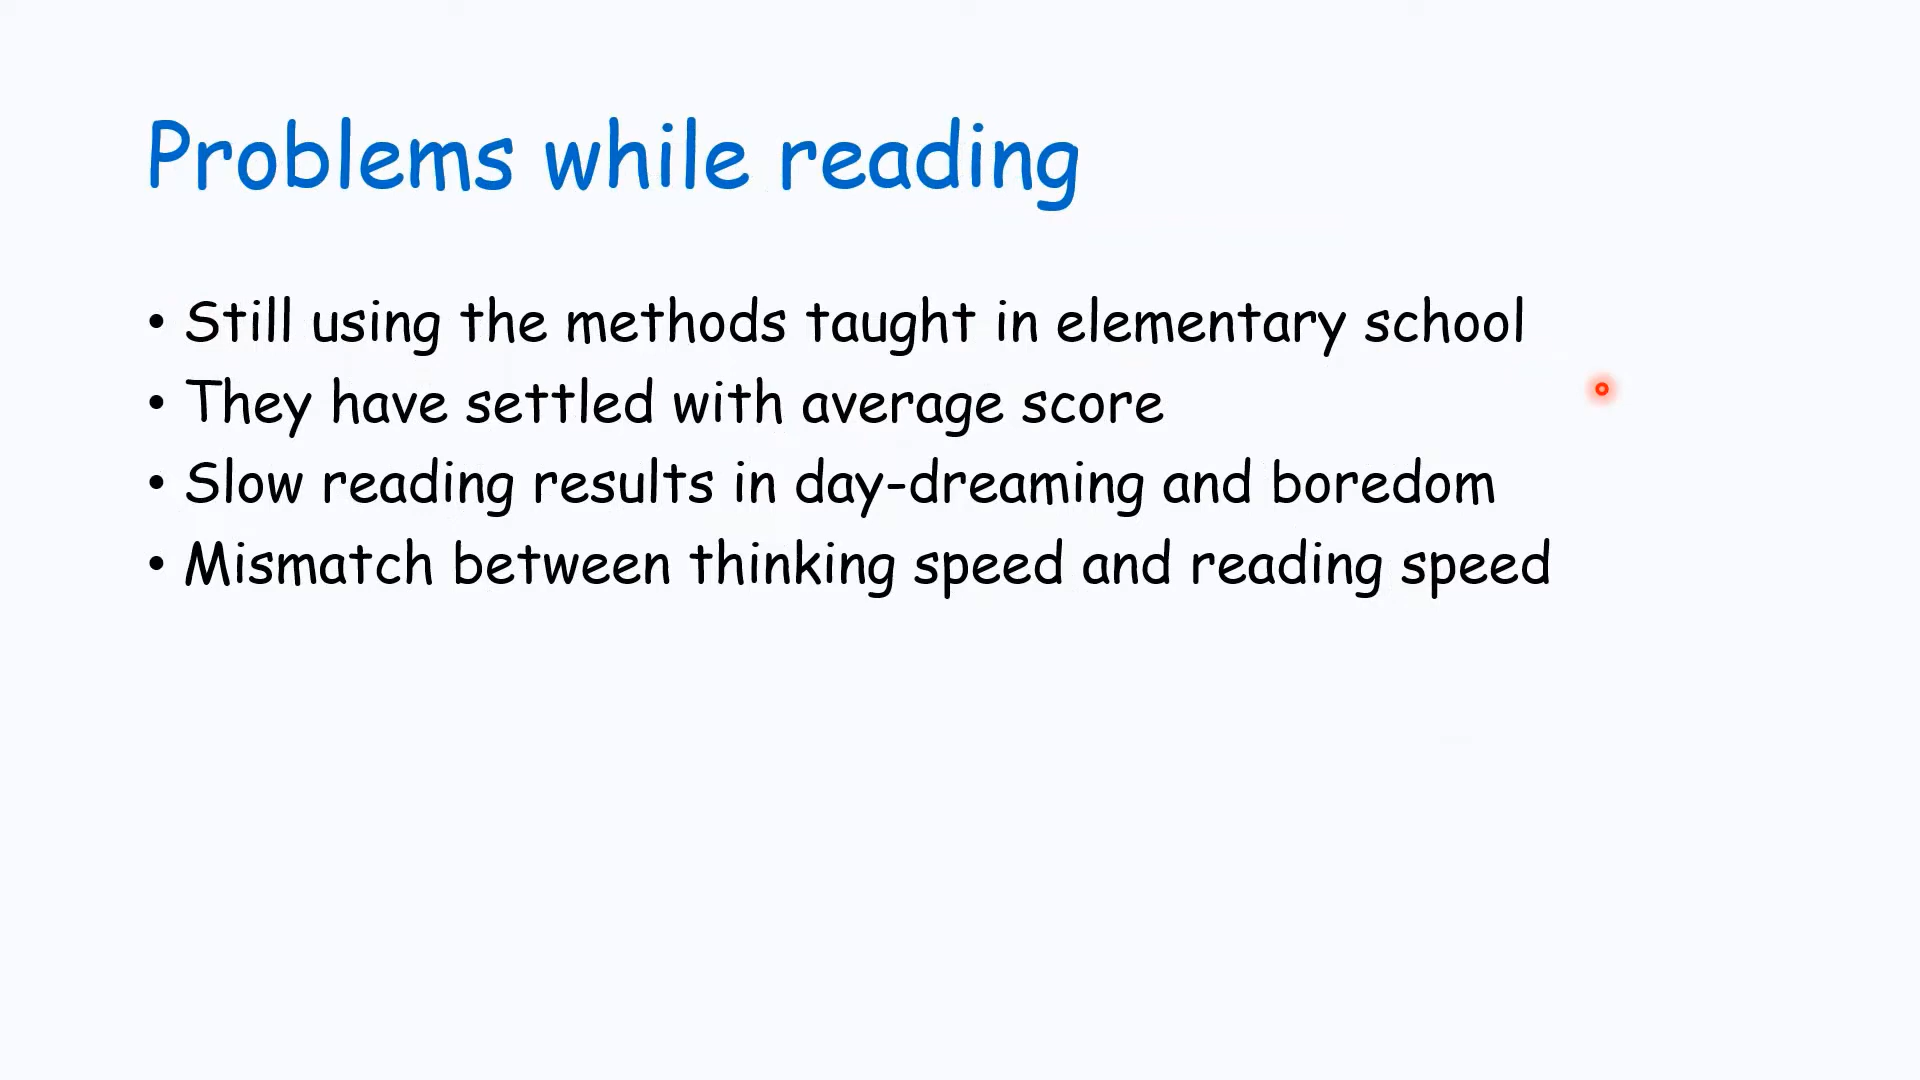 Problems while reading
• Still using the methods taught in elementary school
• They have settled with average score
• Slow reading results in day-dreaming and boredom
• Mismatch between thinking speed and reading speed